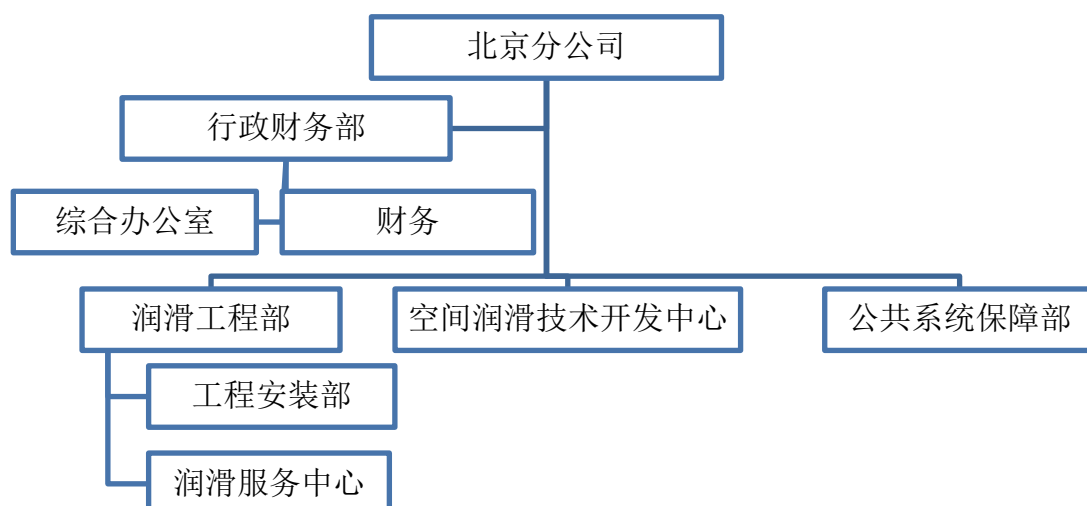 北京分公司
行政财务部
综合办公室
财务
润滑工程部
空间润滑技术开发中心
公共系统保障部
工程安装部
润滑服务中心